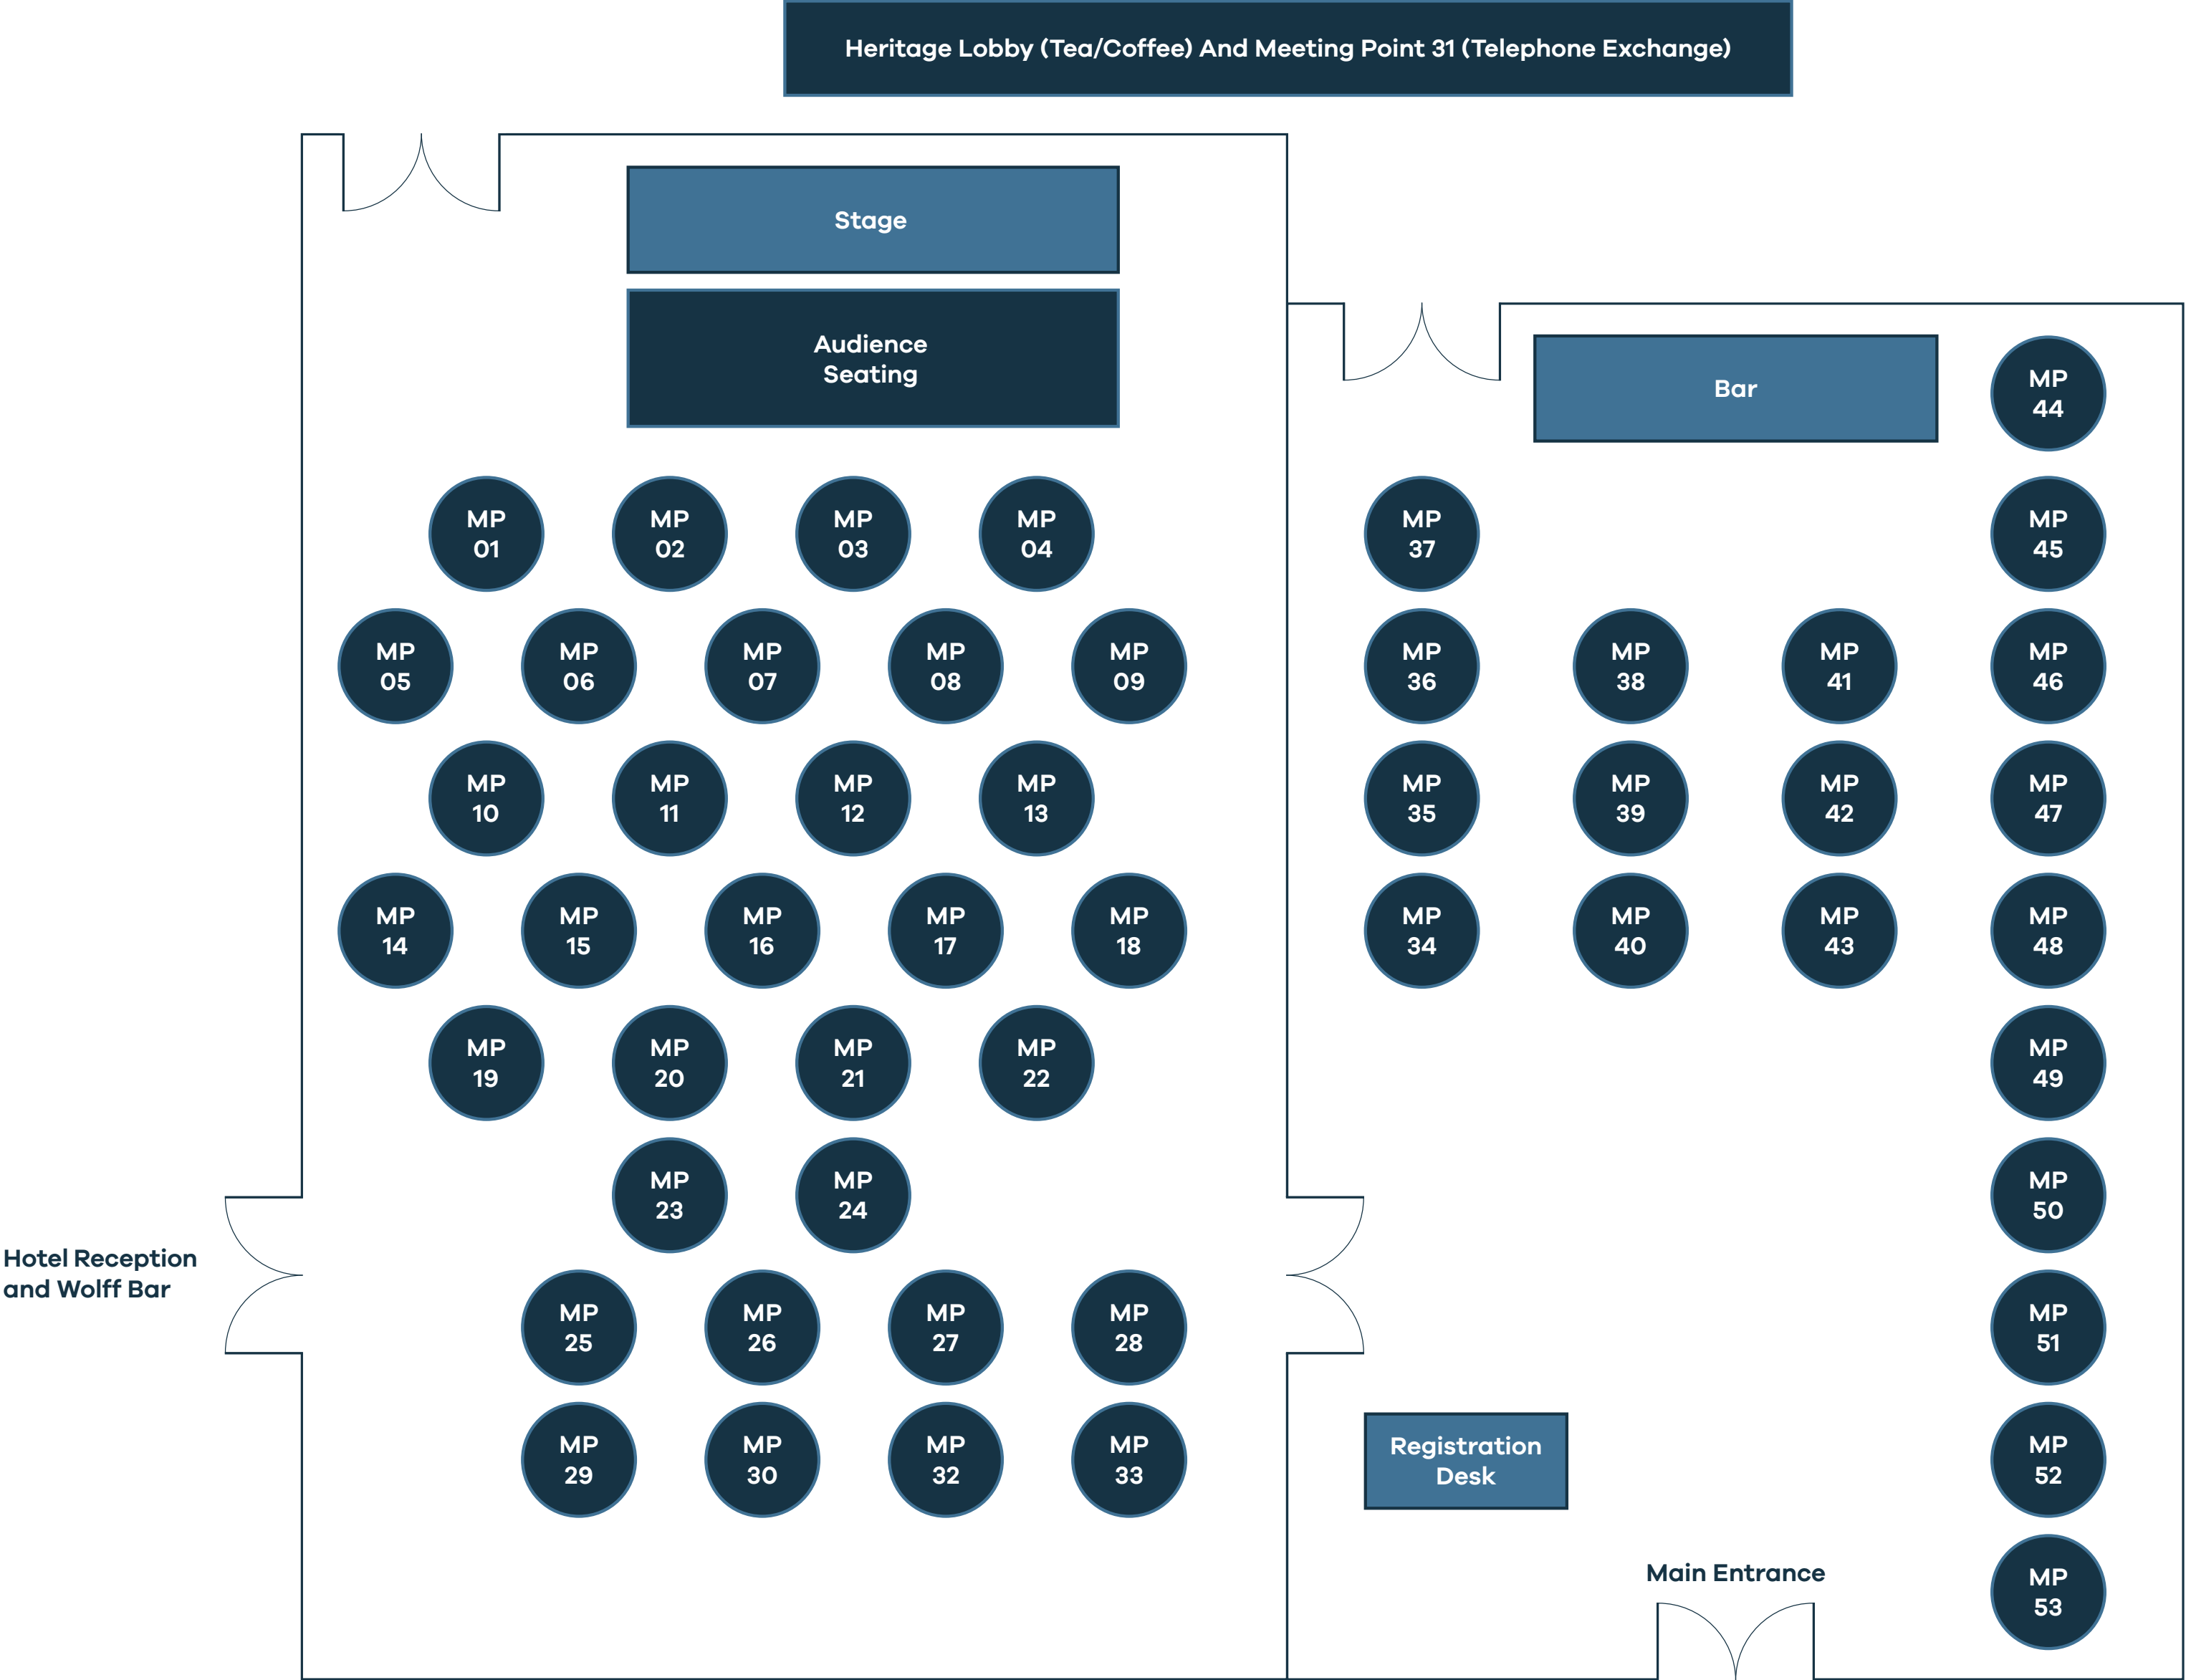 Heritage Lobby (Tea/Coffee) And Meeting Point 31 (Telephone Exchange)
Stage
Audience
Seating
MP
01
MP
02
MP
03
MP
04
MP
05
MP
06
MP
07
MP
08
MP
09
MP
10
MP
11
MP
12
MP
13
MP
14
MP
15
MP
16
MP
17
MP
18
MP
19
MP
20
MP
21
MP
22
MP
23
MP
24
Hotel Reception
and Wolff Bar
MP
25
MP
26
MP
27
MP
28
MP
29
MP
30
MP
32
MP
33
Bar
MP
44
MP
37
MP
45
MP
36
MP
38
MP
41
MP
46
MP
35
MP
39
MP
42
MP
47
MP
34
MP
40
MP
43
MP
48
MP
49
MP
50
MP
51
Registration
Desk
MP
52
Main Entrance
MP
53